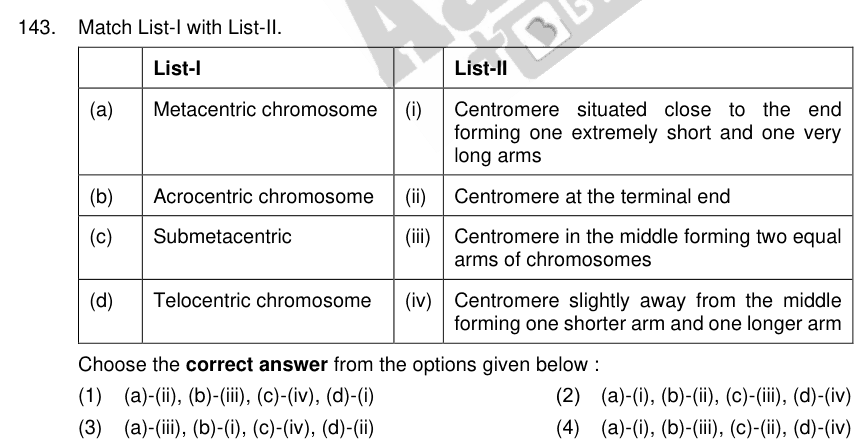 143. Match List-I with List-II.
List-I List-II
(a) Metacentric chromosome (i) Centromere situated close to the end
forming one extremely short and one very
long arms
(b) Acrocentric chromosome (ii) Centromere at the terminal end
(c) Submetacentric (iii) Centromere in the middle forming two equal
arms of chromosomes
(d) Telocentric chromosome (iv) Centromere slightly away from the middle
forming one shorter arm and one longer arm
Choose the correct answer from the options given below :
(1) (a)-(ii), (b)-(iii), (c)-(iv), (d)-(i) (2) (a)-(i), (b)-(ii), (c)-(iii), (d)-(iv)
(3) (a)-(iii), (b)-(i), (c)-(iv), (d)-(ii) (4) (a)-(i), (b)-(iii), (c)-(ii), (d)-(iv)